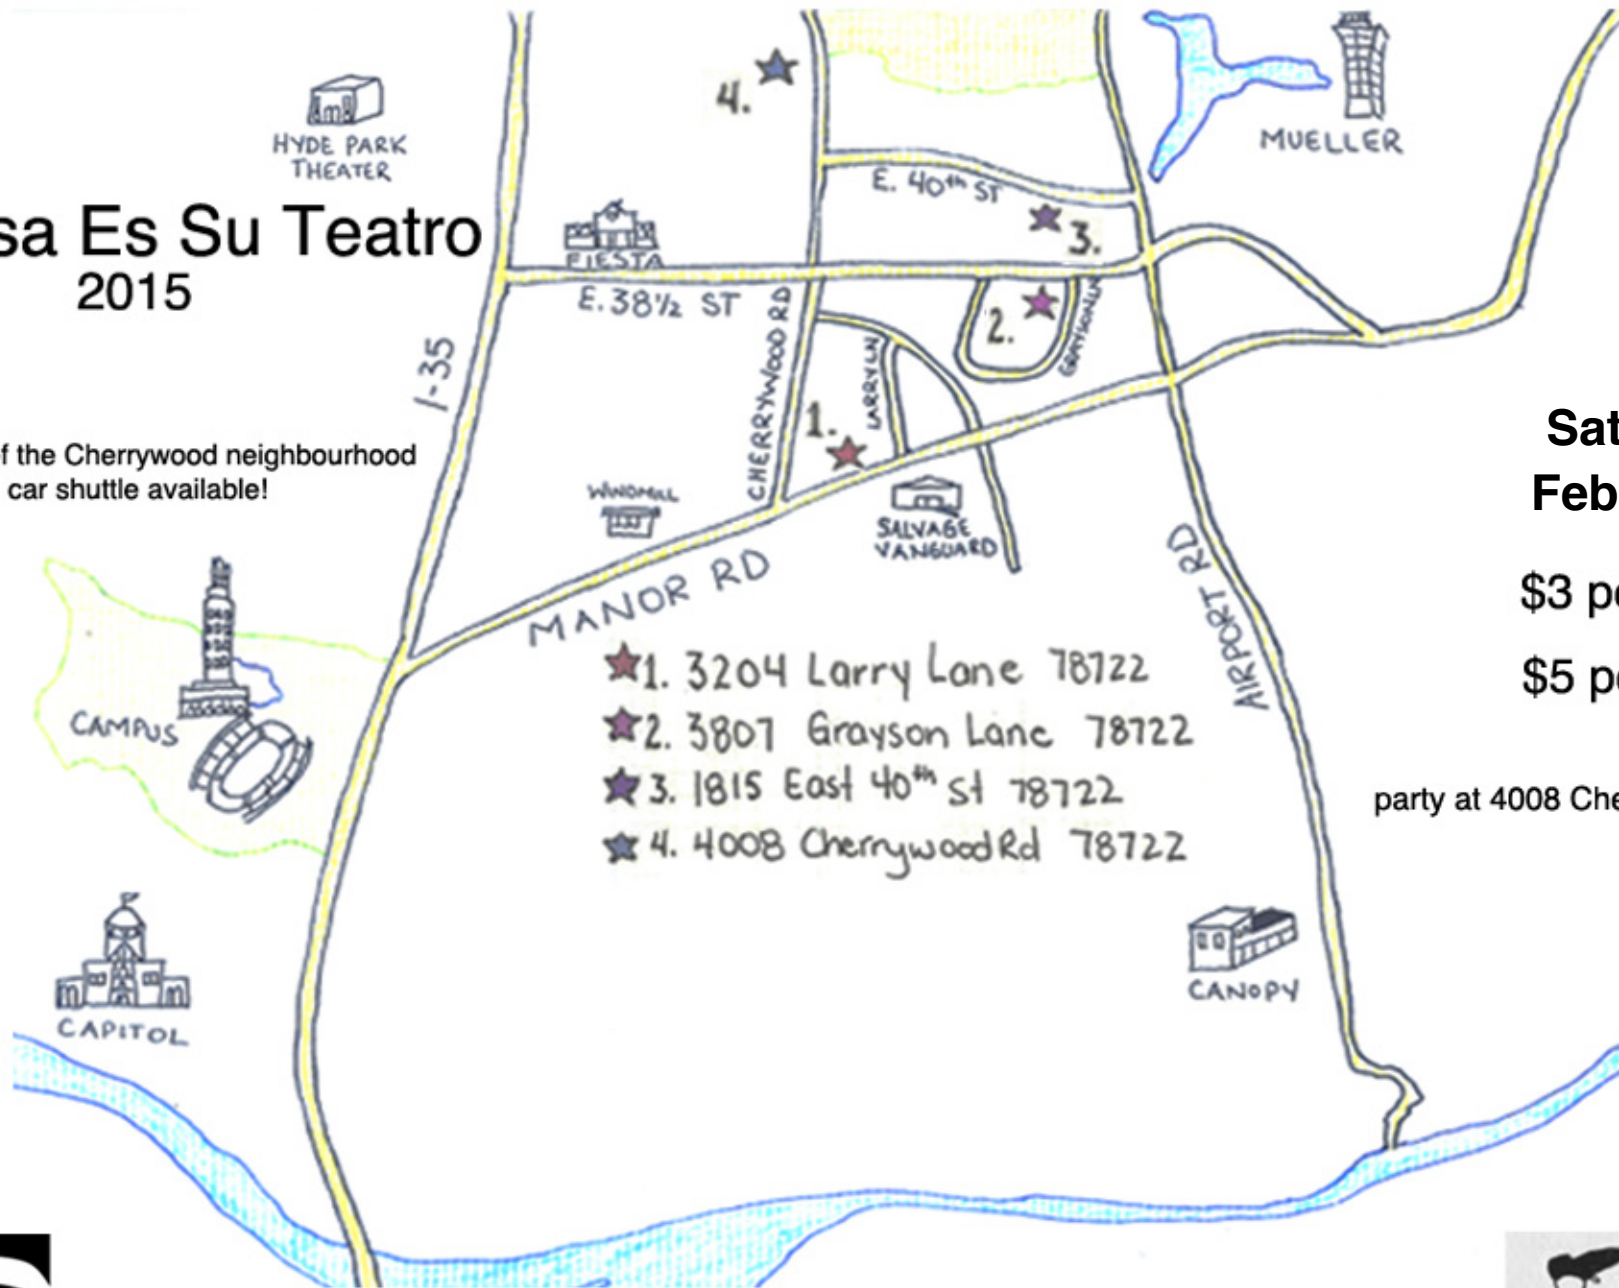 4.
HYDE PARK
THEATER
MUELLER
E. 40th ST
sa Es Su Teatro
2015
3.
FIESTA
E. 38½ ST
2.
GRAYSON LN
I-35
CHERRYWOOD RD
LARRY LN
1.
Sat
Feb
f the Cherrywood neighbourhood
car shuttle available!
WINDMILL
SALVAGE
VANGUARD
MANOR RD
AIRPORT RD
$3 p
$5 p
1. 3204 Larry Lane 78722
2. 3807 Grayson Lane 78722
3. 1815 East 40th St 78722
4. 4008 Cherrywood Rd 78722
CAMPUS
party at 4008 Che
CAPITOL
CANOPY